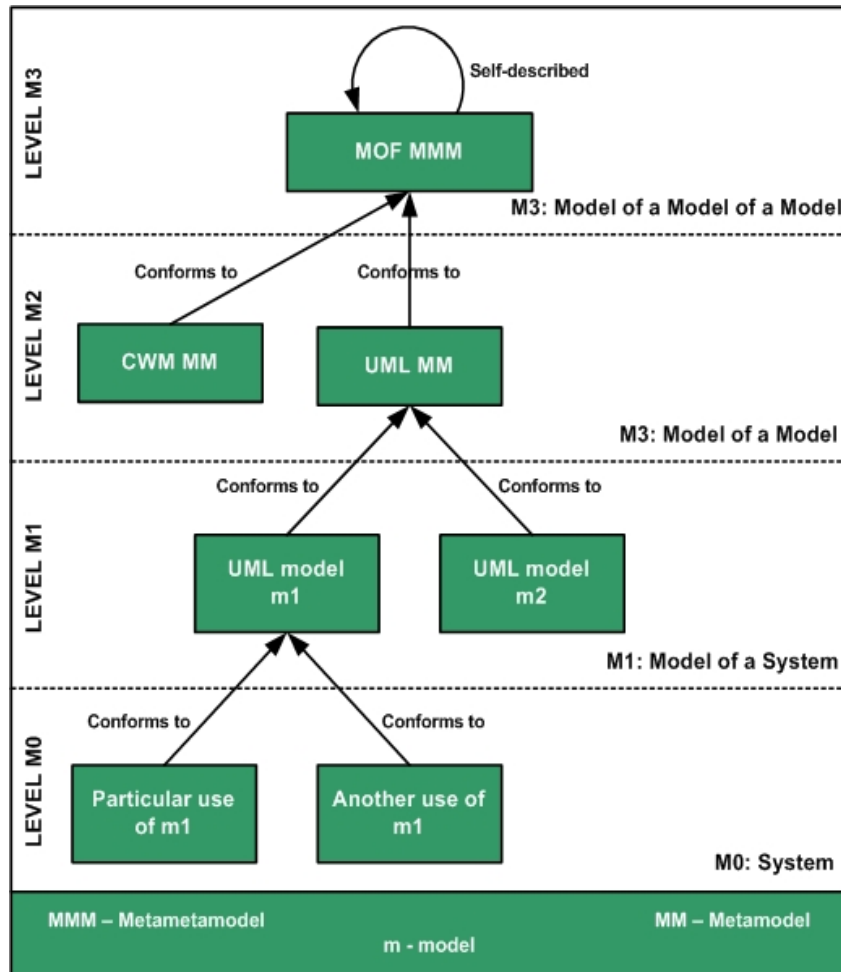 LEVEL M3
Self-described
MOF MMM
M3: Model of a Model of a Model
LEVEL M2
Conforms to
Conforms to
CWM MM
UML MM
M3: Model of a Model
LEVEL M1
Conforms to
Conforms to
UML model
m1
UML model
m2
M1: Model of a System
LEVEL M0
Conforms to
Conforms to
Particular use
of m1
Another use of
m1
M0: System
MMM – Metametamodel
MM – Metamodel
m - model